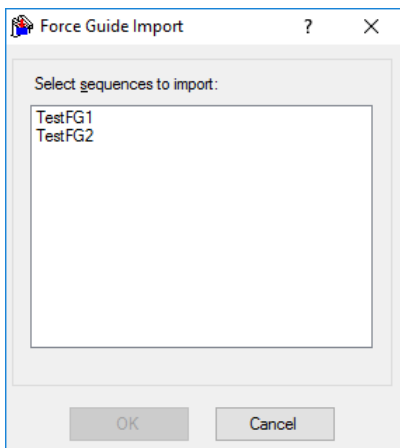 Force Guide Import
Select sequences to import:
TestFG1
TestFG2
OK
Cancel